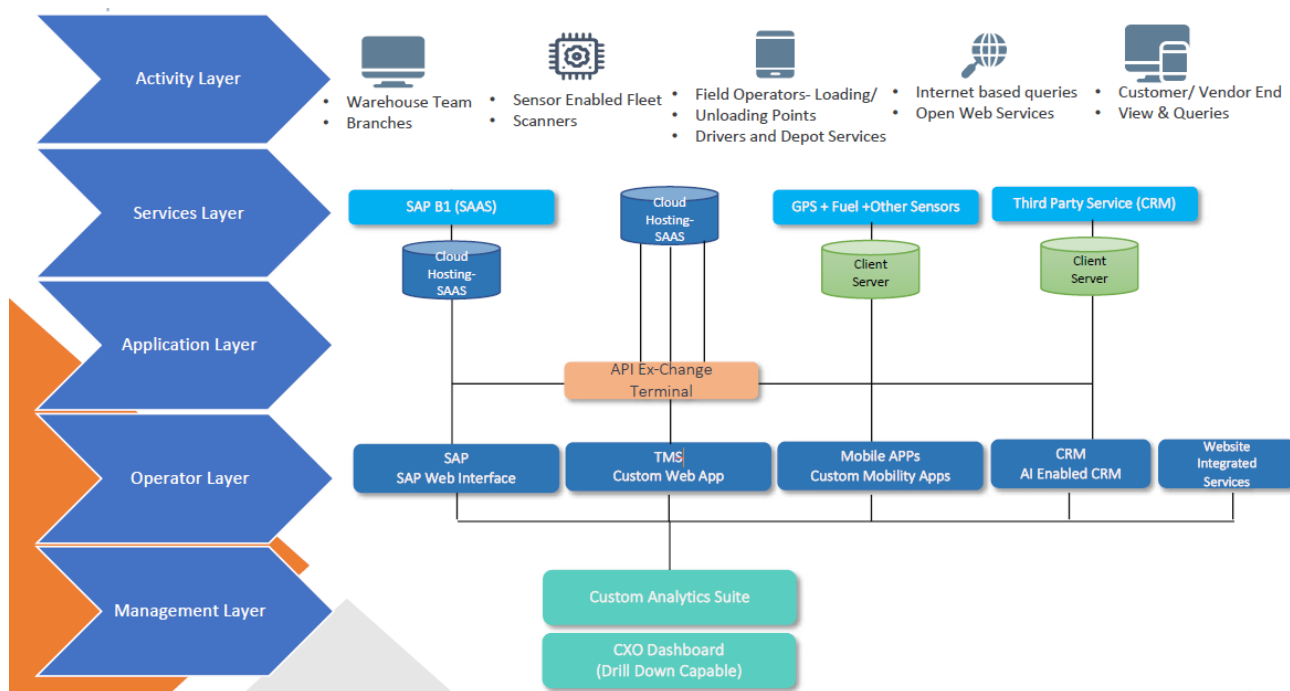 Activity Layer
• Warehouse Team
• Branches
• Sensor Enabled Fleet
• Scanners
• Field Operators- Loading/
Unloading Points
• Drivers and Depot Services
• Internet based queries
• Open Web Services
• Customer/ Vendor End
• View & Queries
Services Layer
SAP B1 (SAAS)
Cloud
Hosting-
SAAS
Cloud
Hosting-
SAAS
GPS + Fuel +Other Sensors
Client
Server
Third Party Service (CRM)
Client
Server
Application Layer
API Ex-Change
Terminal
Operator Layer
SAP
SAP Web Interface
TMS
Custom Web App
Mobile APPs
Custom Mobility Apps
CRM
AI Enabled CRM
Website
Integrated
Services
Management Layer
Custom Analytics Suite
CXO Dashboard
(Drill Down Capable)